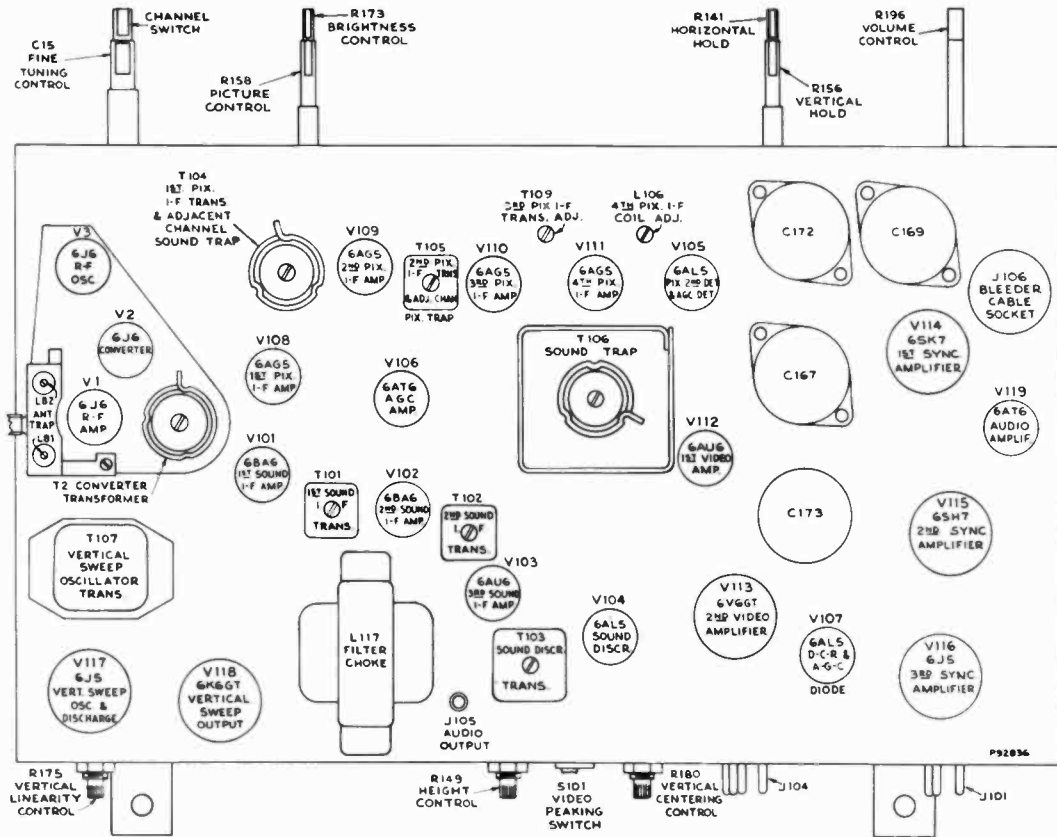 CHANNEL
SWITCH
C15
FINE
TUNING
CONTROL
R173
BRIGHTNESS
CONTROL
R158
PICTURE
CONTROL
R141
HORIZONTAL
HOLD
R156
VERTICAL
HOLD
R196
VOLUME
CONTROL
T104
1ST. PIX.
I-F TRANS
& ADJACENT
CHANNEL
SOUND TRAP
V3
6J6
R-F
OSC.
V2
6J6
CONVERTER
V1
6J6
R-F
AMP
L82
ANT
TRAP
L81
T2 CONVERTER
TRANSFORMER
V109
6AG5
2ND PIX.
I-F AMP
T105
2ND PIX.
I-F TRNS
& ADJ. CHAN
PIX. TRAP
V110
6AG5
3RD PIX.
I-F AMP
T109
3RD PIX I-F
TRANS. ADJ.
V111
6AG5
4TH PIX.
I-F AMP
L106
4TH PIX. I-F
COIL ADJ.
V105
6AL5
PIX 2ND DET
& AGC DET.
C172
C169
J106
BLEEDER
CABLE
SOCKET
V108
6AG5
1ST PIX.
I-F AMP
V106
6AT6
AGC
AMP.
T106
SOUND TRAP
C167
V114
6SK7
1ST SYNC.
AMPLIFIER
V119
6AT6
AUDIO
AMPLIF.
V101
6BA6
1ST SOUND
I-F AMP.
T101
1ST SOUND
I F
TRANS.
V102
6BA6
2ND SOUND
I-F AMP
T102
2ND SOUND
I. F
TRANS.
V112
6AU6
1ST VIDEO
AMP.
C173
V115
6SH7
2ND SYNC
AMPLIFIER
T107
VERTICAL
SWEEP
OSCILLATOR
TRANS
V103
6AU6
3RD SOUND
I-F AMP.
L117
FILTER
CHOKE
V104
6AL5
SOUND
DISCR.
T103
SOUND DISCR.
TRANS.
V113
6V6GT
2ND VIDEO
AMPLIFIER
V107
6AL5
D-C-R &
A-G-C
DIODE
V116
6J5
3RD SYNC.
AMPLIFIER
V117
6J5
VERT. SWEEP
OSC. &
DISCHARGE
V118
6K6GT
VERTICAL
SWEEP
OUTPUT
J105
AUDIO
OUTPUT
P92836
R175
VERTICAL
LINEARITY
CONTROL
R149
HEIGHT
CONTROL
S101
VIDEO
PEAKING
SWITCH
R180
VERTICAL
CENTERING
CONTROL
J104
J101